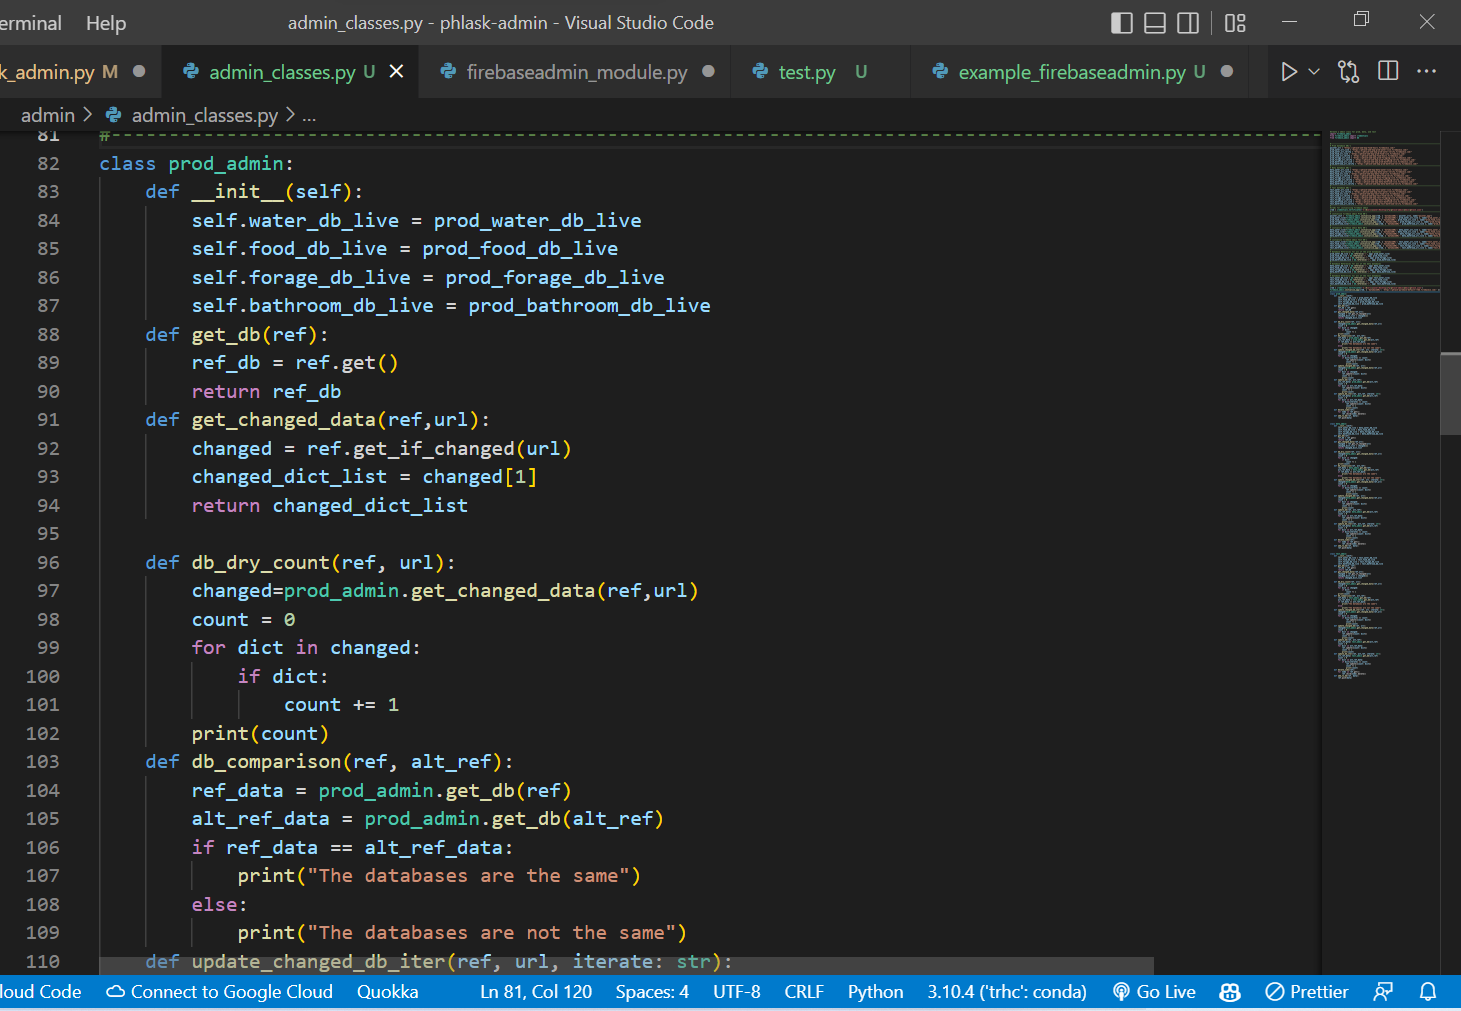 erminal Help admin_classes.py - phlask-admin - Visual Studio Code
k_admin.py M admin_classes.py U firebaseadmin_module.py test.py U example_firebaseadmin.py U
admin > admin_classes.py > ...
81 #---------------------------------------------------------------------------------------------------------
82 class prod_admin:
83 def __init__(self):
84 self.water_db_live = prod_water_db_live
85 self.food_db_live = prod_food_db_live
86 self.forage_db_live = prod_forage_db_live
87 self.bathroom_db_live = prod_bathroom_db_live
88 def get_db(ref):
89 ref_db = ref.get()
90 return ref_db
91 def get_changed_data(ref,url):
92 changed = ref.get_if_changed(url)
93 changed_dict_list = changed[1]
94 return changed_dict_list
95
96 def db_dry_count(ref, url):
97 changed=prod_admin.get_changed_data(ref,url)
98 count = 0
99 for dict in changed:
100 if dict:
101 count += 1
102 print(count)
103 def db_comparison(ref, alt_ref):
104 ref_data = prod_admin.get_db(ref)
105 alt_ref_data = prod_admin.get_db(alt_ref)
106 if ref_data == alt_ref_data:
107 print("The databases are the same")
108 else:
109 print("The databases are not the same")
110 def update_changed_db_iter(ref, url, iterate: str):
loud Code Connect to Google Cloud Quokka Ln 81, Col 120 Spaces: 4 UTF-8 CRLF Python 3.10.4 ('trhc': conda) Go Live Prettier